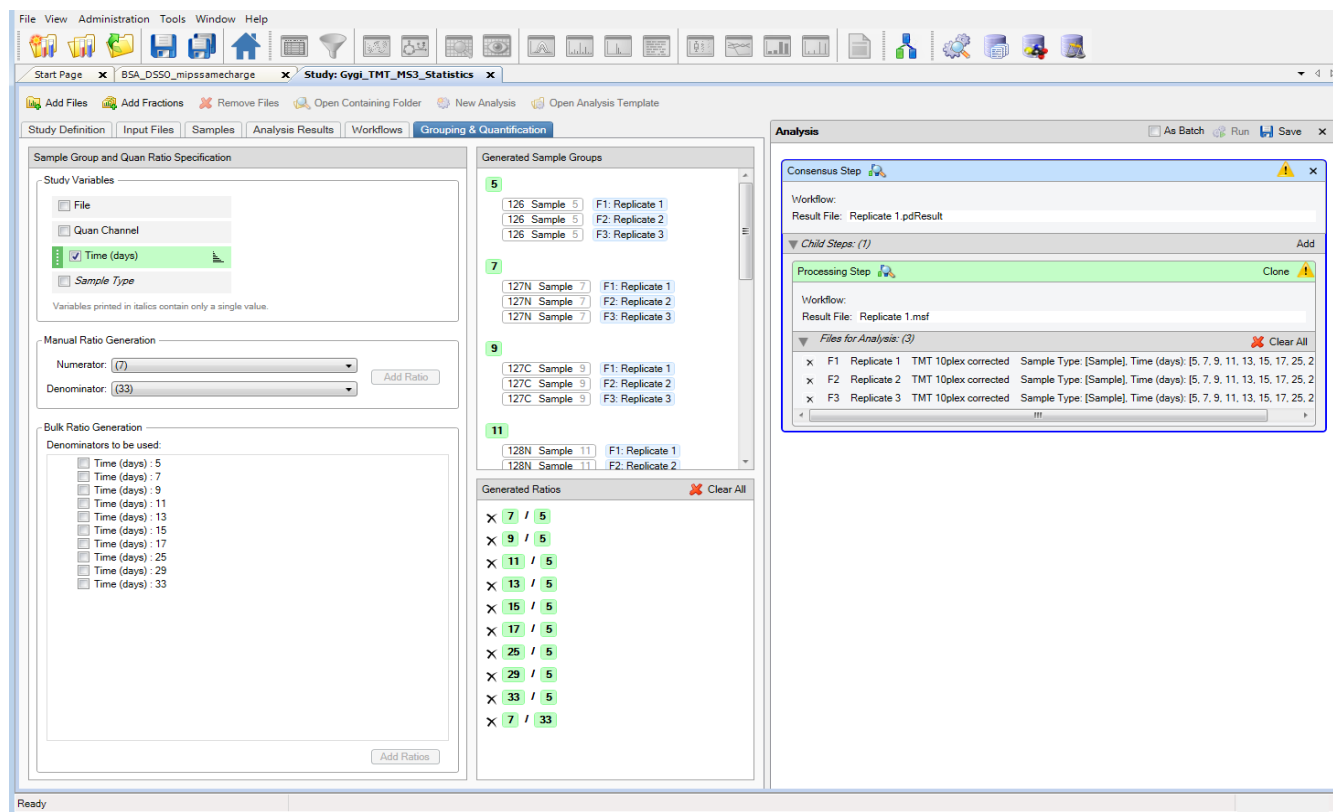 File View Administration Tools Window Help
Start Page BSA_DSSO_mipssamecharge Study: Gygi_TMT_MS3_Statistics
Add Files Add Fractions Remove Files Open Containing Folder New Analysis Open Analysis Template
Study Definition Input Files Samples Analysis Results Workflows Grouping & Quantification
Sample Group and Quan Ratio Specification
Study Variables
File
Quan Channel
Time (days)
Sample Type
Variables printed in italics contain only a single value.
Manual Ratio Generation
Numerator: (7)
Denominator: (33)
Add Ratio
Bulk Ratio Generation
Denominators to be used:
Time (days) : 5
Time (days) : 7
Time (days) : 9
Time (days) : 11
Time (days) : 13
Time (days) : 15
Time (days) : 17
Time (days) : 25
Time (days) : 29
Time (days) : 33
Add Ratios
Generated Sample Groups
5
126 Sample 5 F1: Replicate 1
126 Sample 5 F2: Replicate 2
126 Sample 5 F3: Replicate 3
7
127N Sample 7 F1: Replicate 1
127N Sample 7 F2: Replicate 2
127N Sample 7 F3: Replicate 3
9
127C Sample 9 F1: Replicate 1
127C Sample 9 F2: Replicate 2
127C Sample 9 F3: Replicate 3
11
128N Sample 11 F1: Replicate 1
128N Sample 11 F2: Replicate 2
Generated Ratios Clear All
7 / 5
9 / 5
11 / 5
13 / 5
15 / 5
17 / 5
25 / 5
29 / 5
33 / 5
7 / 33
Analysis As Batch Run Save
Consensus Step
Workflow:
Result File: Replicate 1.pdResult
Child Steps: (1) Add
Processing Step Clone
Workflow:
Result File: Replicate 1.msf
Files for Analysis: (3) Clear All
F1 Replicate 1 TMT 10plex corrected Sample Type: [Sample], Time (days): [5, 7, 9, 11, 13, 15, 17, 25, 2
F2 Replicate 2 TMT 10plex corrected Sample Type: [Sample], Time (days): [5, 7, 9, 11, 13, 15, 17, 25, 2
F3 Replicate 3 TMT 10plex corrected Sample Type: [Sample], Time (days): [5, 7, 9, 11, 13, 15, 17, 25, 2
Ready